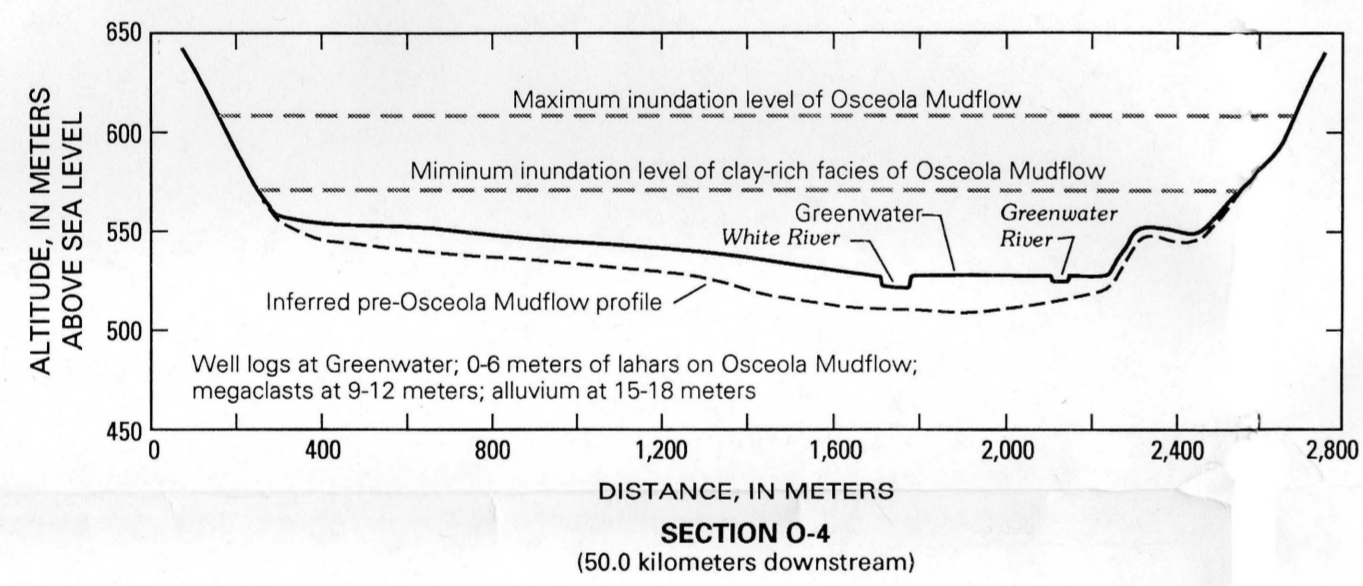 650
600
550
500
450
ALTITUDE, IN METERS
ABOVE SEA LEVEL
Maximum inundation level of Osceola Mudflow
Miminum inundation level of clay-rich facies of Osceola Mudflow
Greenwater
White River
Greenwater
River
Inferred pre-Osceola Mudflow profile
Well logs at Greenwater; 0-6 meters of lahars on Osceola Mudflow;
megaclasts at 9-12 meters; alluvium at 15-18 meters
0 400 800 1,200 1,600 2,000 2,400 2,800
DISTANCE, IN METERS
SECTION O-4
(50.0 kilometers downstream)